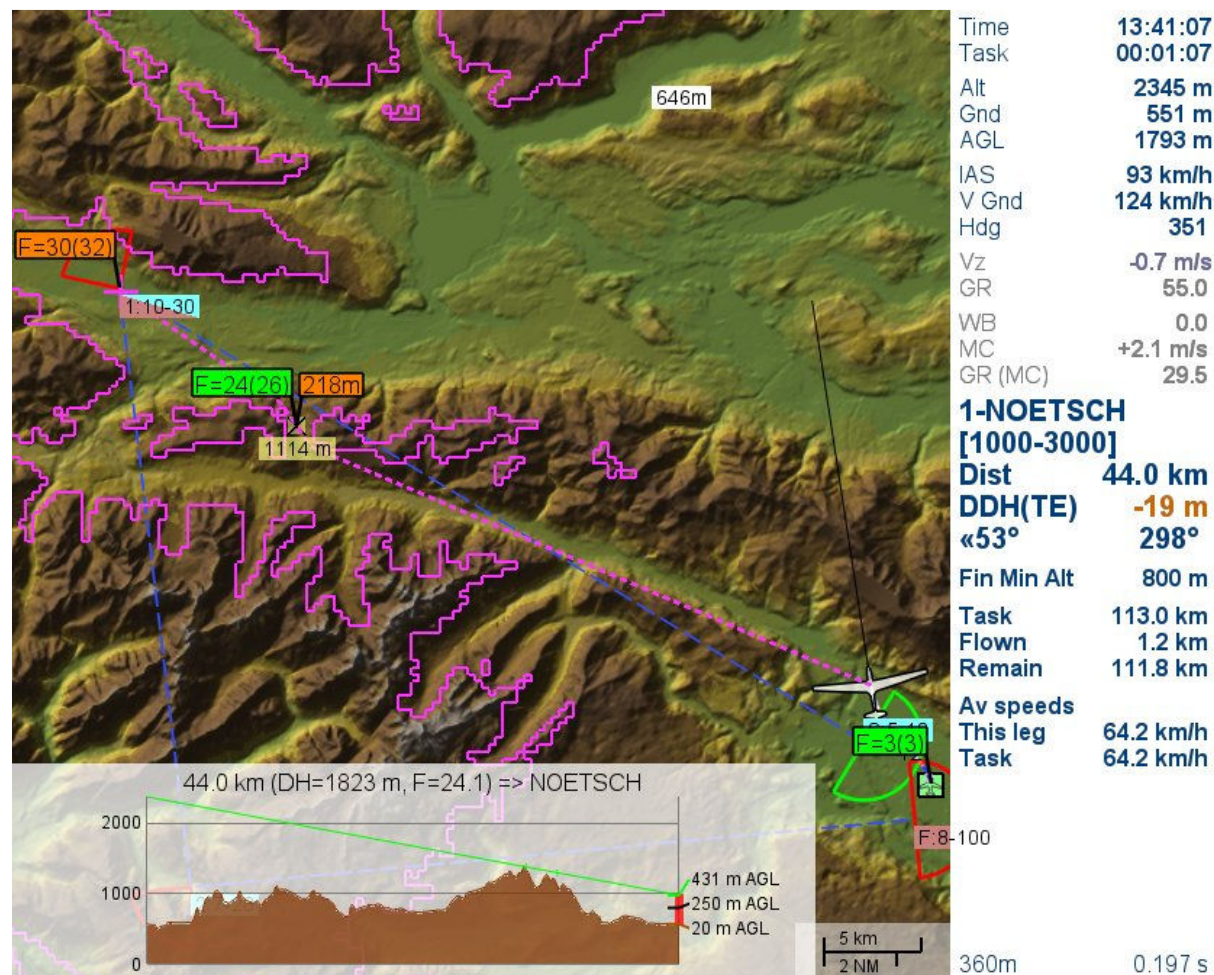 646m
F=30(32)
1:10-30
F=24(26)
218m
1114 m
F=3(3)
F:8-100
44.0 km (DH=1823 m, F=24.1) => NOETSCH
2000
1000
0
431 m AGL
250 m AGL
20 m AGL
5 km
2 NM
Time 13:41:07
Task 00:01:07
Alt 2345 m
Gnd 551 m
AGL 1793 m
IAS 93 km/h
V Gnd 124 km/h
Hdg 351
Vz -0.7 m/s
GR 55.0
WB 0.0
MC +2.1 m/s
GR (MC) 29.5
1-NOETSCH
[1000-3000]
Dist 44.0 km
DDH(TE) -19 m
«53° 298°
Fin Min Alt 800 m
Task 113.0 km
Flown 1.2 km
Remain 111.8 km
Av speeds
This leg 64.2 km/h
Task 64.2 km/h
360m 0.197 s